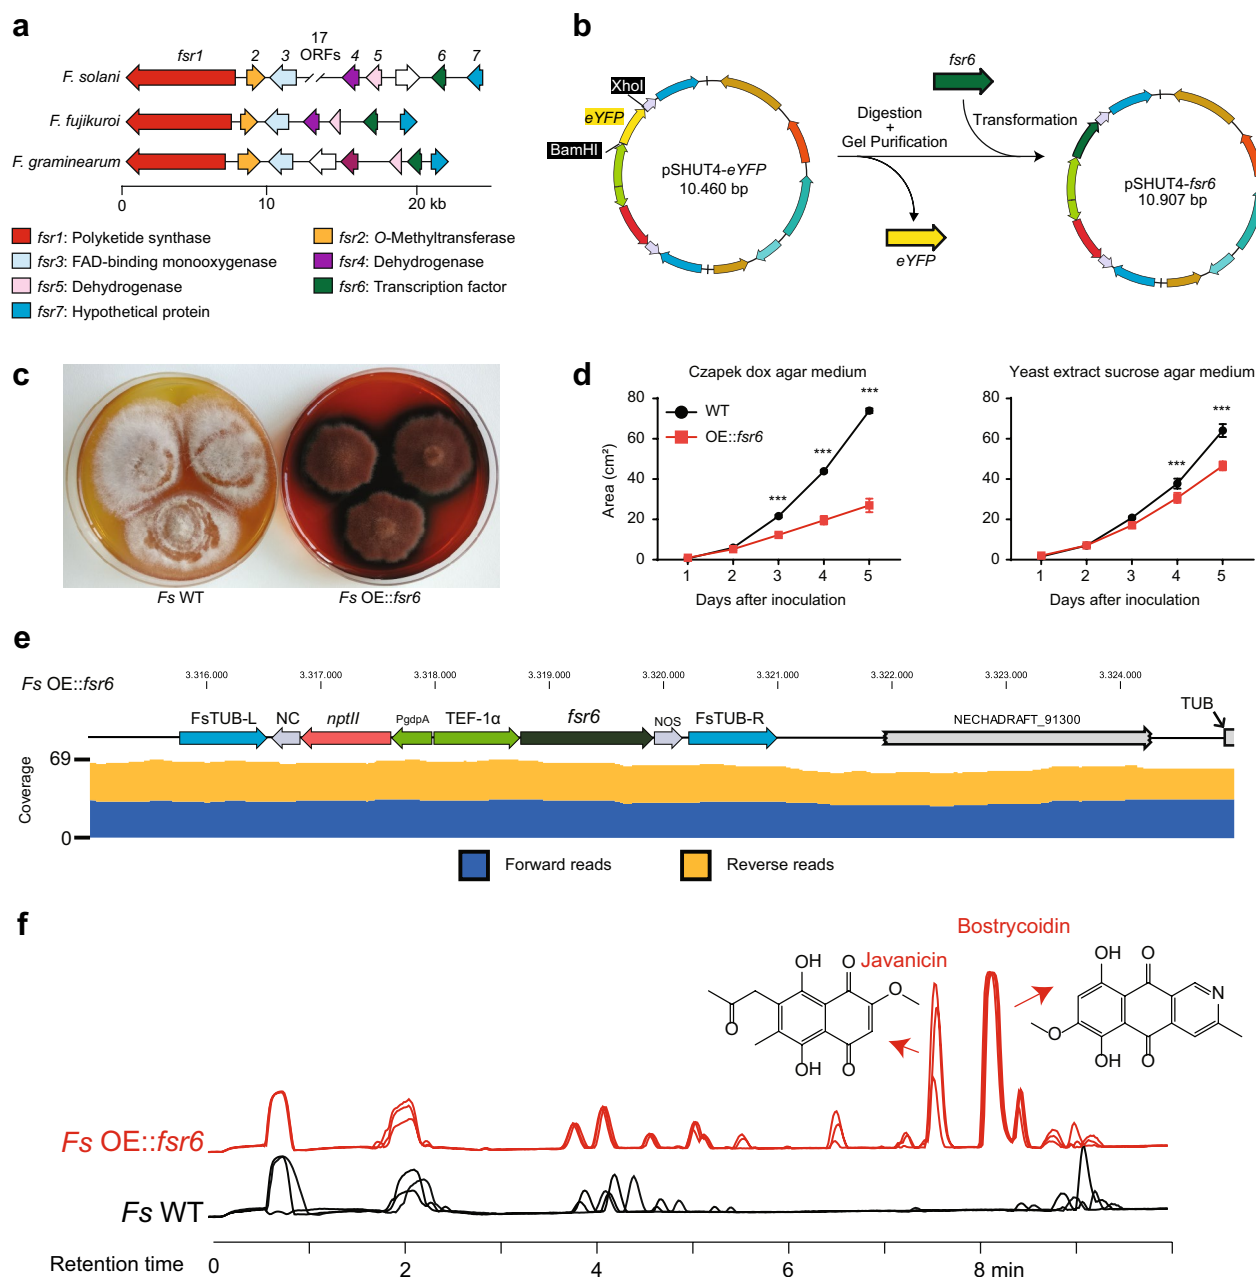 a
fsr1 2 3 17 ORFs 4 5 6 7
F. solani
F. fujikuroi
F. graminearum
0 10 20 kb
fsr1: Polyketide synthase
fsr2: O-Methyltransferase
fsr3: FAD-binding monooxygenase
fsr4: Dehydrogenase
fsr5: Dehydrogenase
fsr6: Transcription factor
fsr7: Hypothetical protein
b
XhoI
eYFP
BamHI
pSHUT4-eYFP
10.460 bp
fsr6
Digestion
+
Gel Purification
Transformation
eYFP
pSHUT4-fsr6
10.907 bp
c
Fs WT
Fs OE::fsr6
d
Czapek dox agar medium
80
60
40
20
0
Area (cm²)
WT
OE::fsr6
***
***
***
1 2 3 4 5
Days after inoculation
Yeast extract sucrose agar medium
80
60
40
20
0
***
***
1 2 3 4 5
Days after inoculation
e
Fs OE::fsr6
3.316.000 3.317.000 3.318.000 3.319.000 3.320.000 3.321.000 3.322.000 3.323.000 3.324.000
FsTUB-L NC nptII PgdpA TEF-1α fsr6 NOS FsTUB-R NECHADRAFT_91300 TUB
69
Coverage
0
Forward reads
Reverse reads
f
Bostrycoidin
Javanicin
OH O
O
O
OH O
OH O
N
O
OH O
Fs OE::fsr6
Fs WT
Retention time 0 2 4 6 8 min